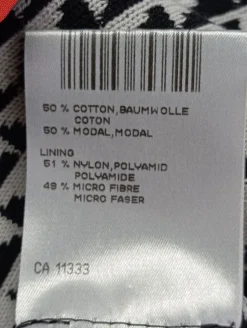 50 % COTTON,BAUMWOLLE
COTON
50 % MODAL,MODAL
LINING
51 % NYLON,POLYAMID
POLYAMIDE
49 % MICRO FIBRE
MICRO FASER
CA 11333